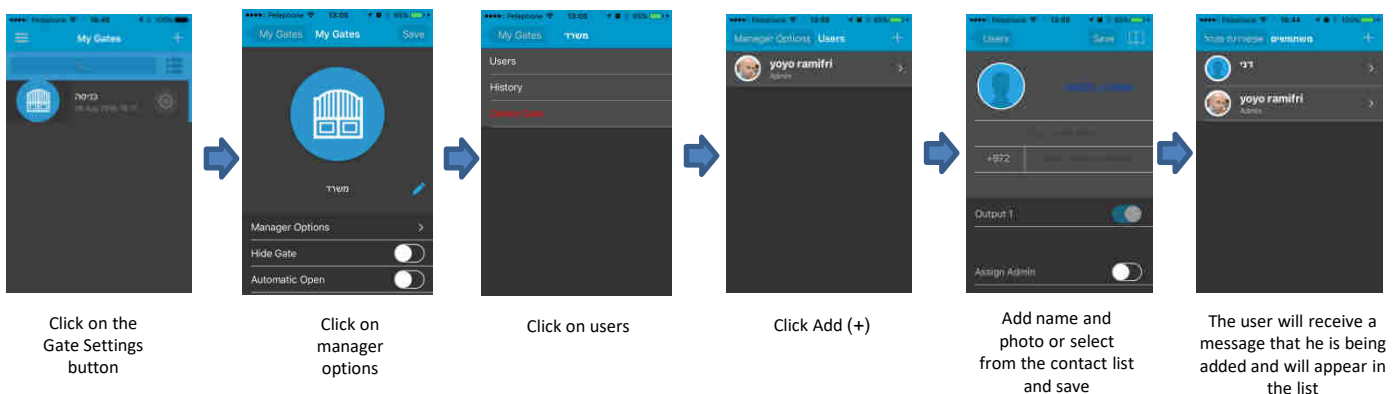 My Gates
+
כניסה
Click on the
Gate Settings
button
13:05
My Gates My Gates Save
משרד
Manager Options
Hide Gate
Automatic Open
Click on
manager
options
13:05
My Gates משרד
Users
History
Click on users
Manager Options Users +
yoyo ramifri
Admin
Click Add (+)
Users Save
+972
Output 1
Assign Admin
Add name and
photo or select
from the contact list
and save
משתמשים +
דני
yoyo ramifri
Admin
The user will receive a
message that he is being
added and will appear in
the list